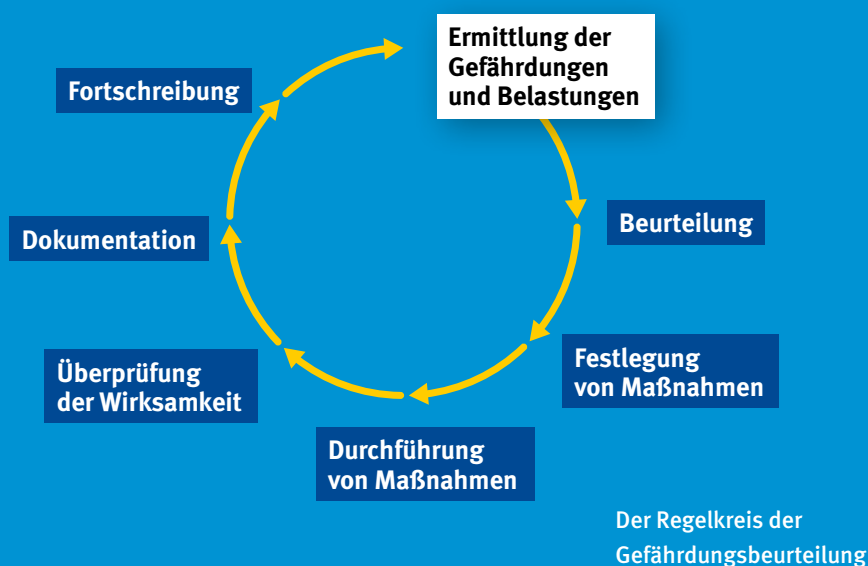 Ermittlung der
Gefährdungen
und Belastungen
Beurteilung
Festlegung
von Maßnahmen
Durchführung
von Maßnahmen
Überprüfung
der Wirksamkeit
Dokumentation
Fortschreibung
Der Regelkreis der
Gefährdungsbeurteilung